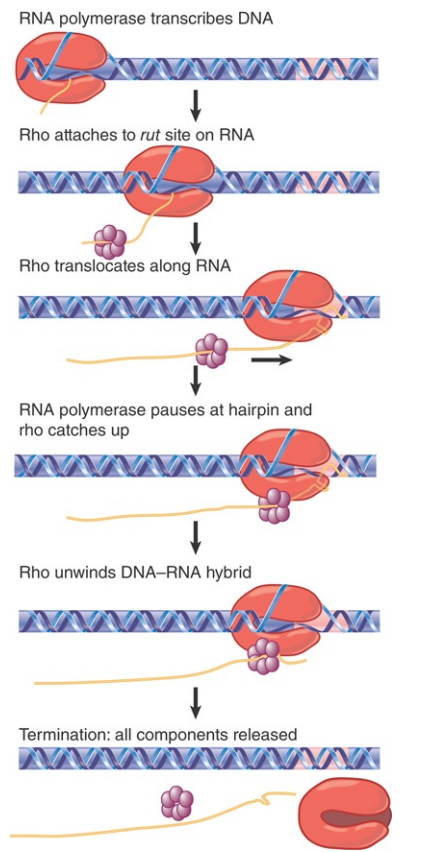 RNA polymerase transcribes DNA
Rho attaches to rut site on RNA
Rho translocates along RNA
RNA polymerase pauses at hairpin and
rho catches up
Rho unwinds DNA–RNA hybrid
Termination: all components released